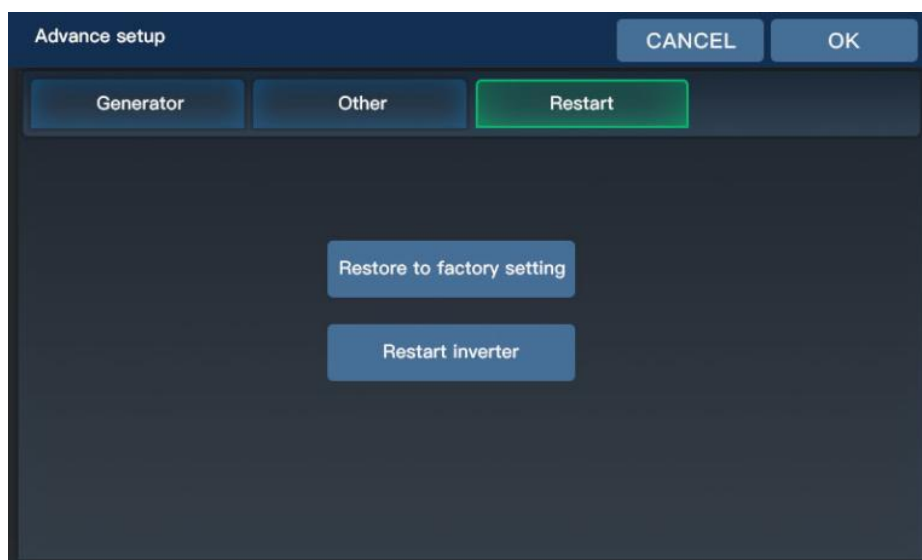 Advance setup
CANCEL
OK
Generator
Other
Restart
Restore to factory setting
Restart inverter